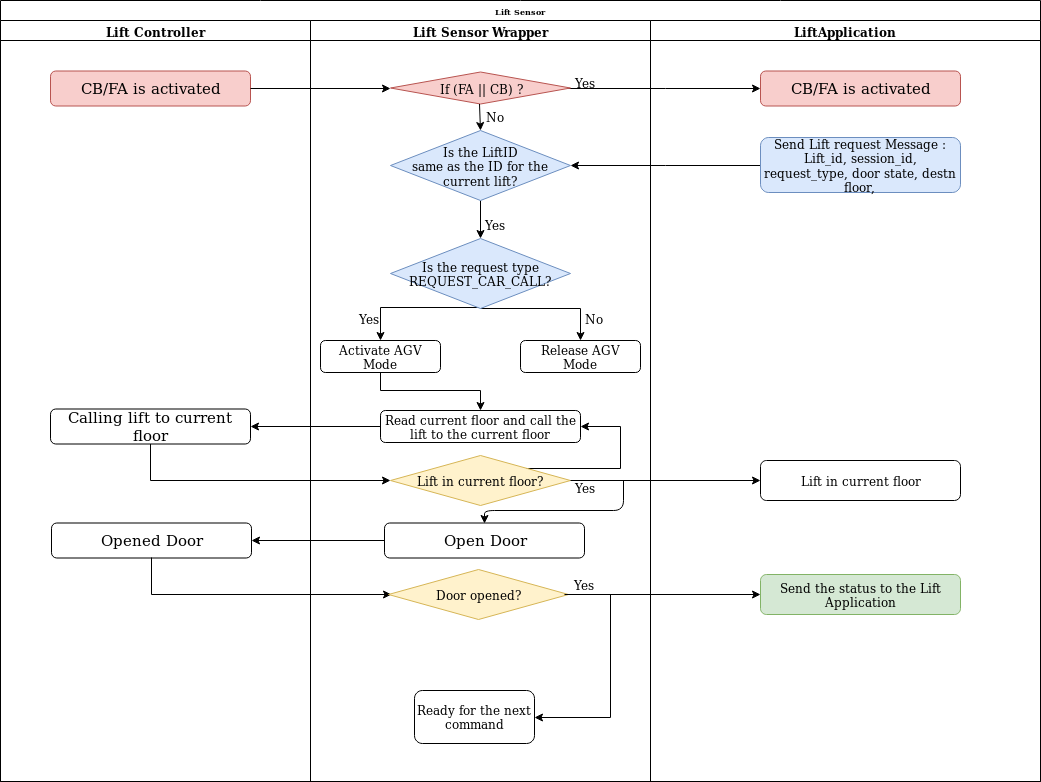 Lift Sensor
Lift Controller
Lift Sensor Wrapper
LiftApplication
CB/FA is activated
If (FA || CB) ?
Yes
CB/FA is activated
No
Send Lift request Message :
Lift_id, session_id,
request_type, door state, destn
floor,
Is the LiftID
same as the ID for the
current lift?
Yes
Is the request type
REQUEST_CAR_CALL?
Yes
No
Activate AGV
Mode
Release AGV
Mode
Calling lift to current
floor
Read current floor and call the
lift to the current floor
Lift in current floor?
Yes
Lift in current floor
Opened Door
Open Door
Door opened?
Yes
Send the status to the Lift
Application
Ready for the next
command